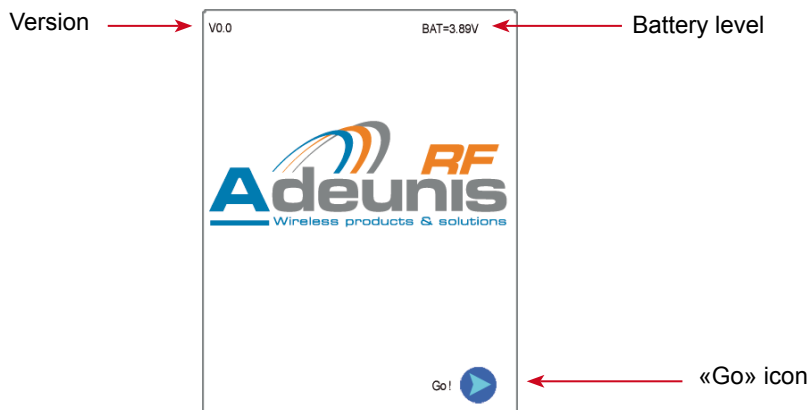 Version
V0.0
BAT=3.89V
Battery level
Adeunis RF
Wireless products & solutions
Go!
«Go» icon